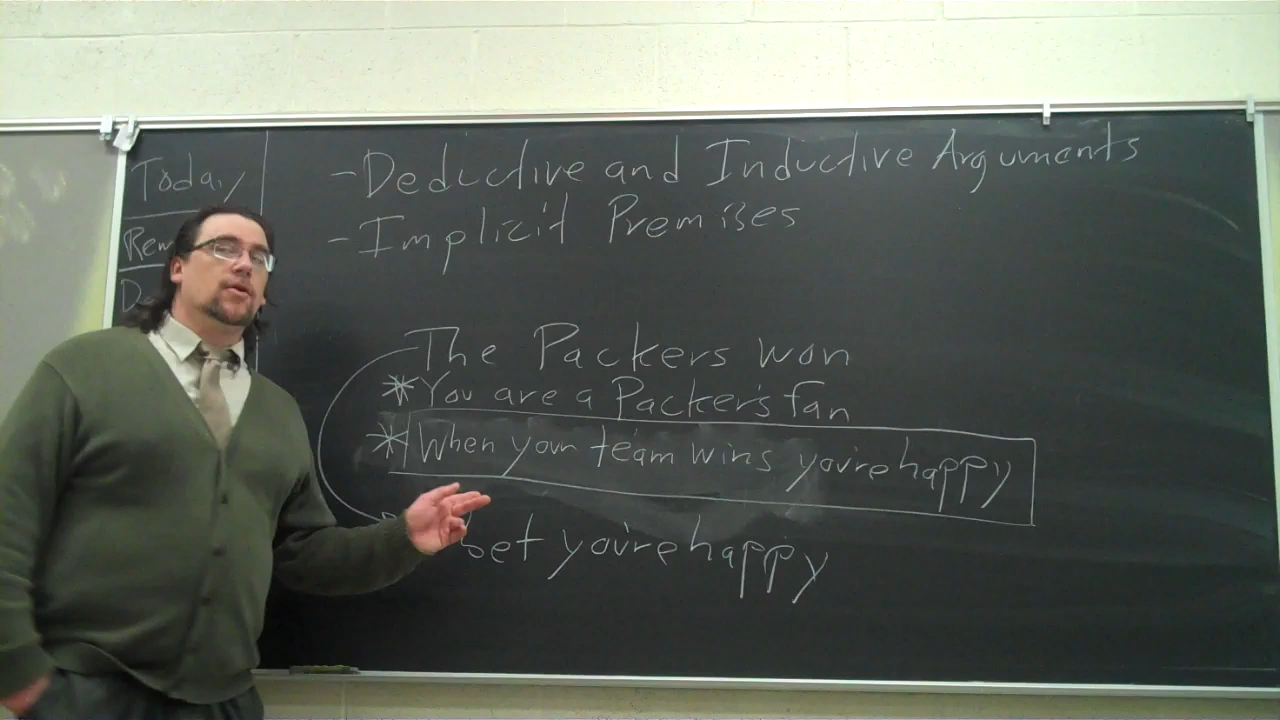 Today
- Deductive and Inductive Arguments
- Implicit Premises
The Packers won
* You are a Packer's fan
* When your team wins you're happy
bet you're happy